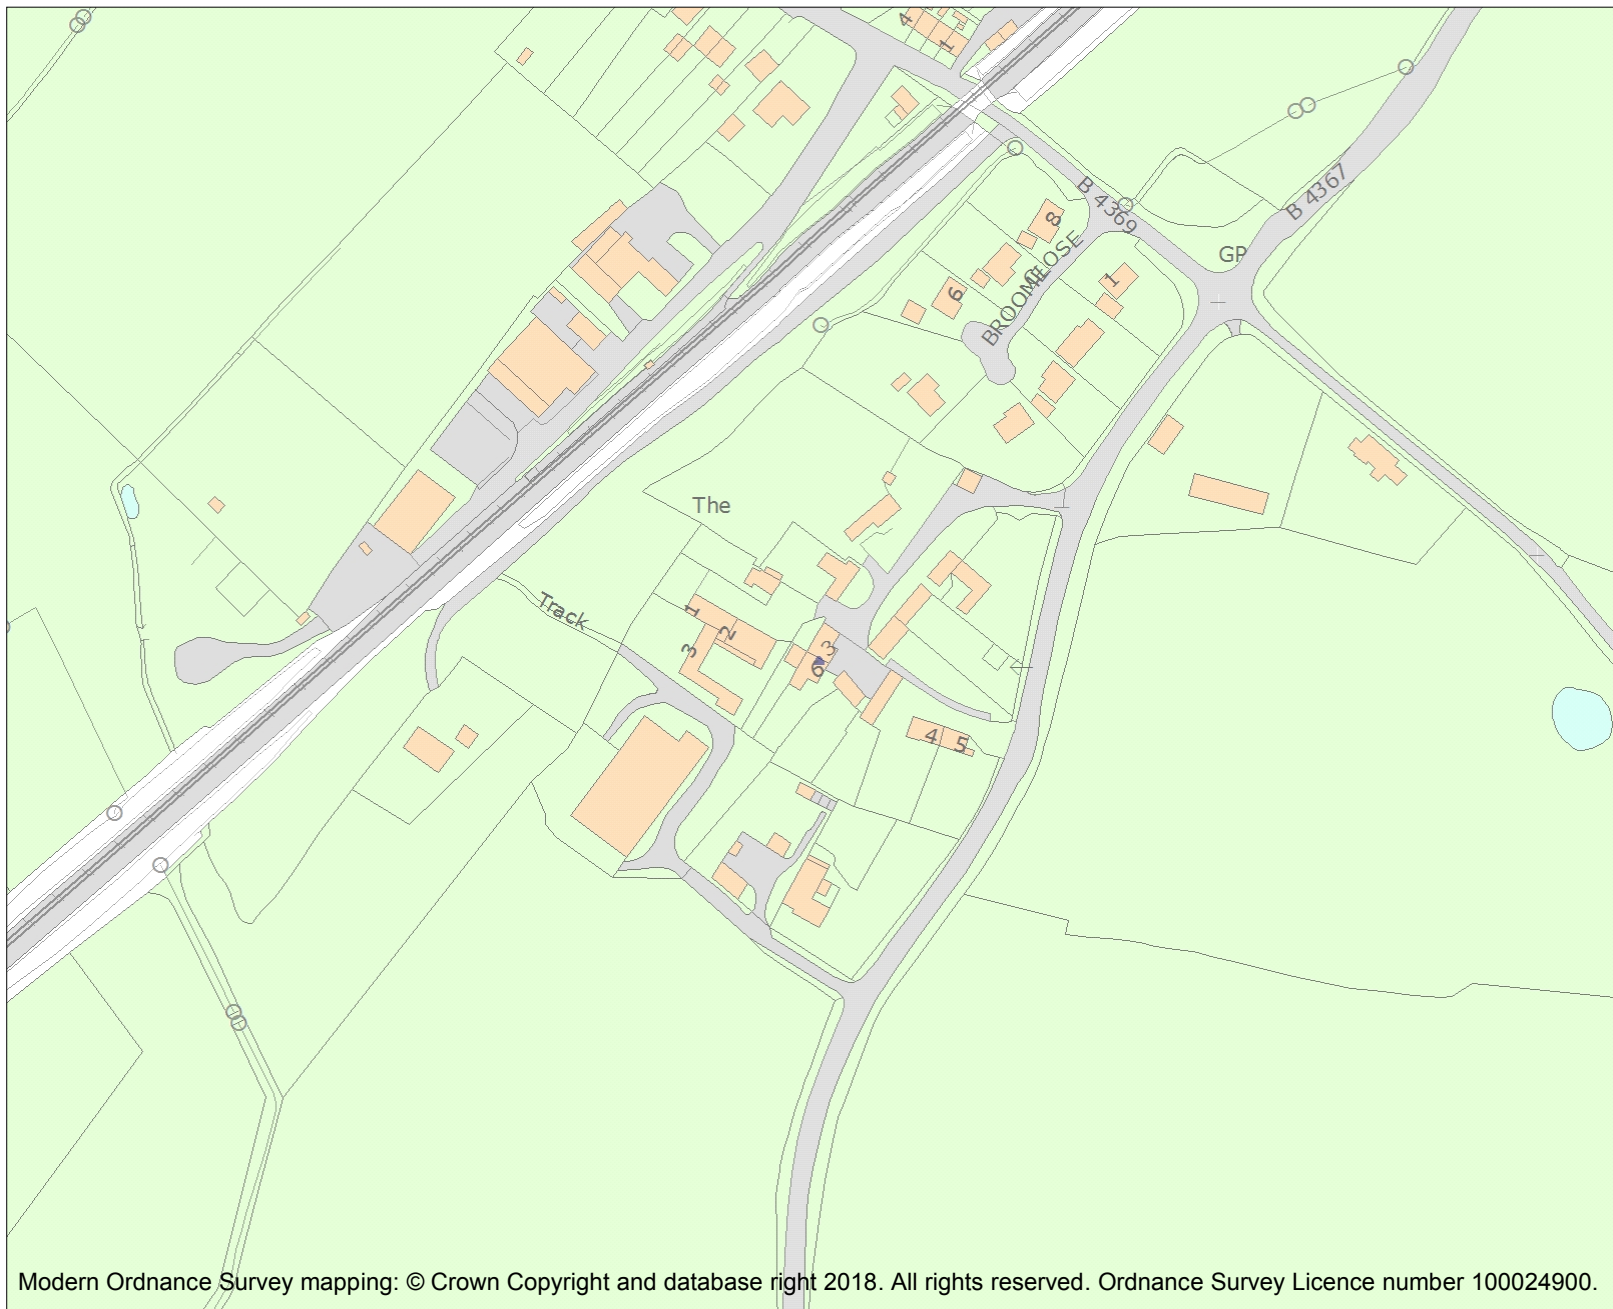 4
1
B 4369
B 4367
8
GP
1
6
BROOM CLOSE
The
Track
1
2
3
3
6
4
5
Modern Ordnance Survey mapping: © Crown Copyright and database right 2018. All rights reserved. Ordnance Survey Licence number 100024900.